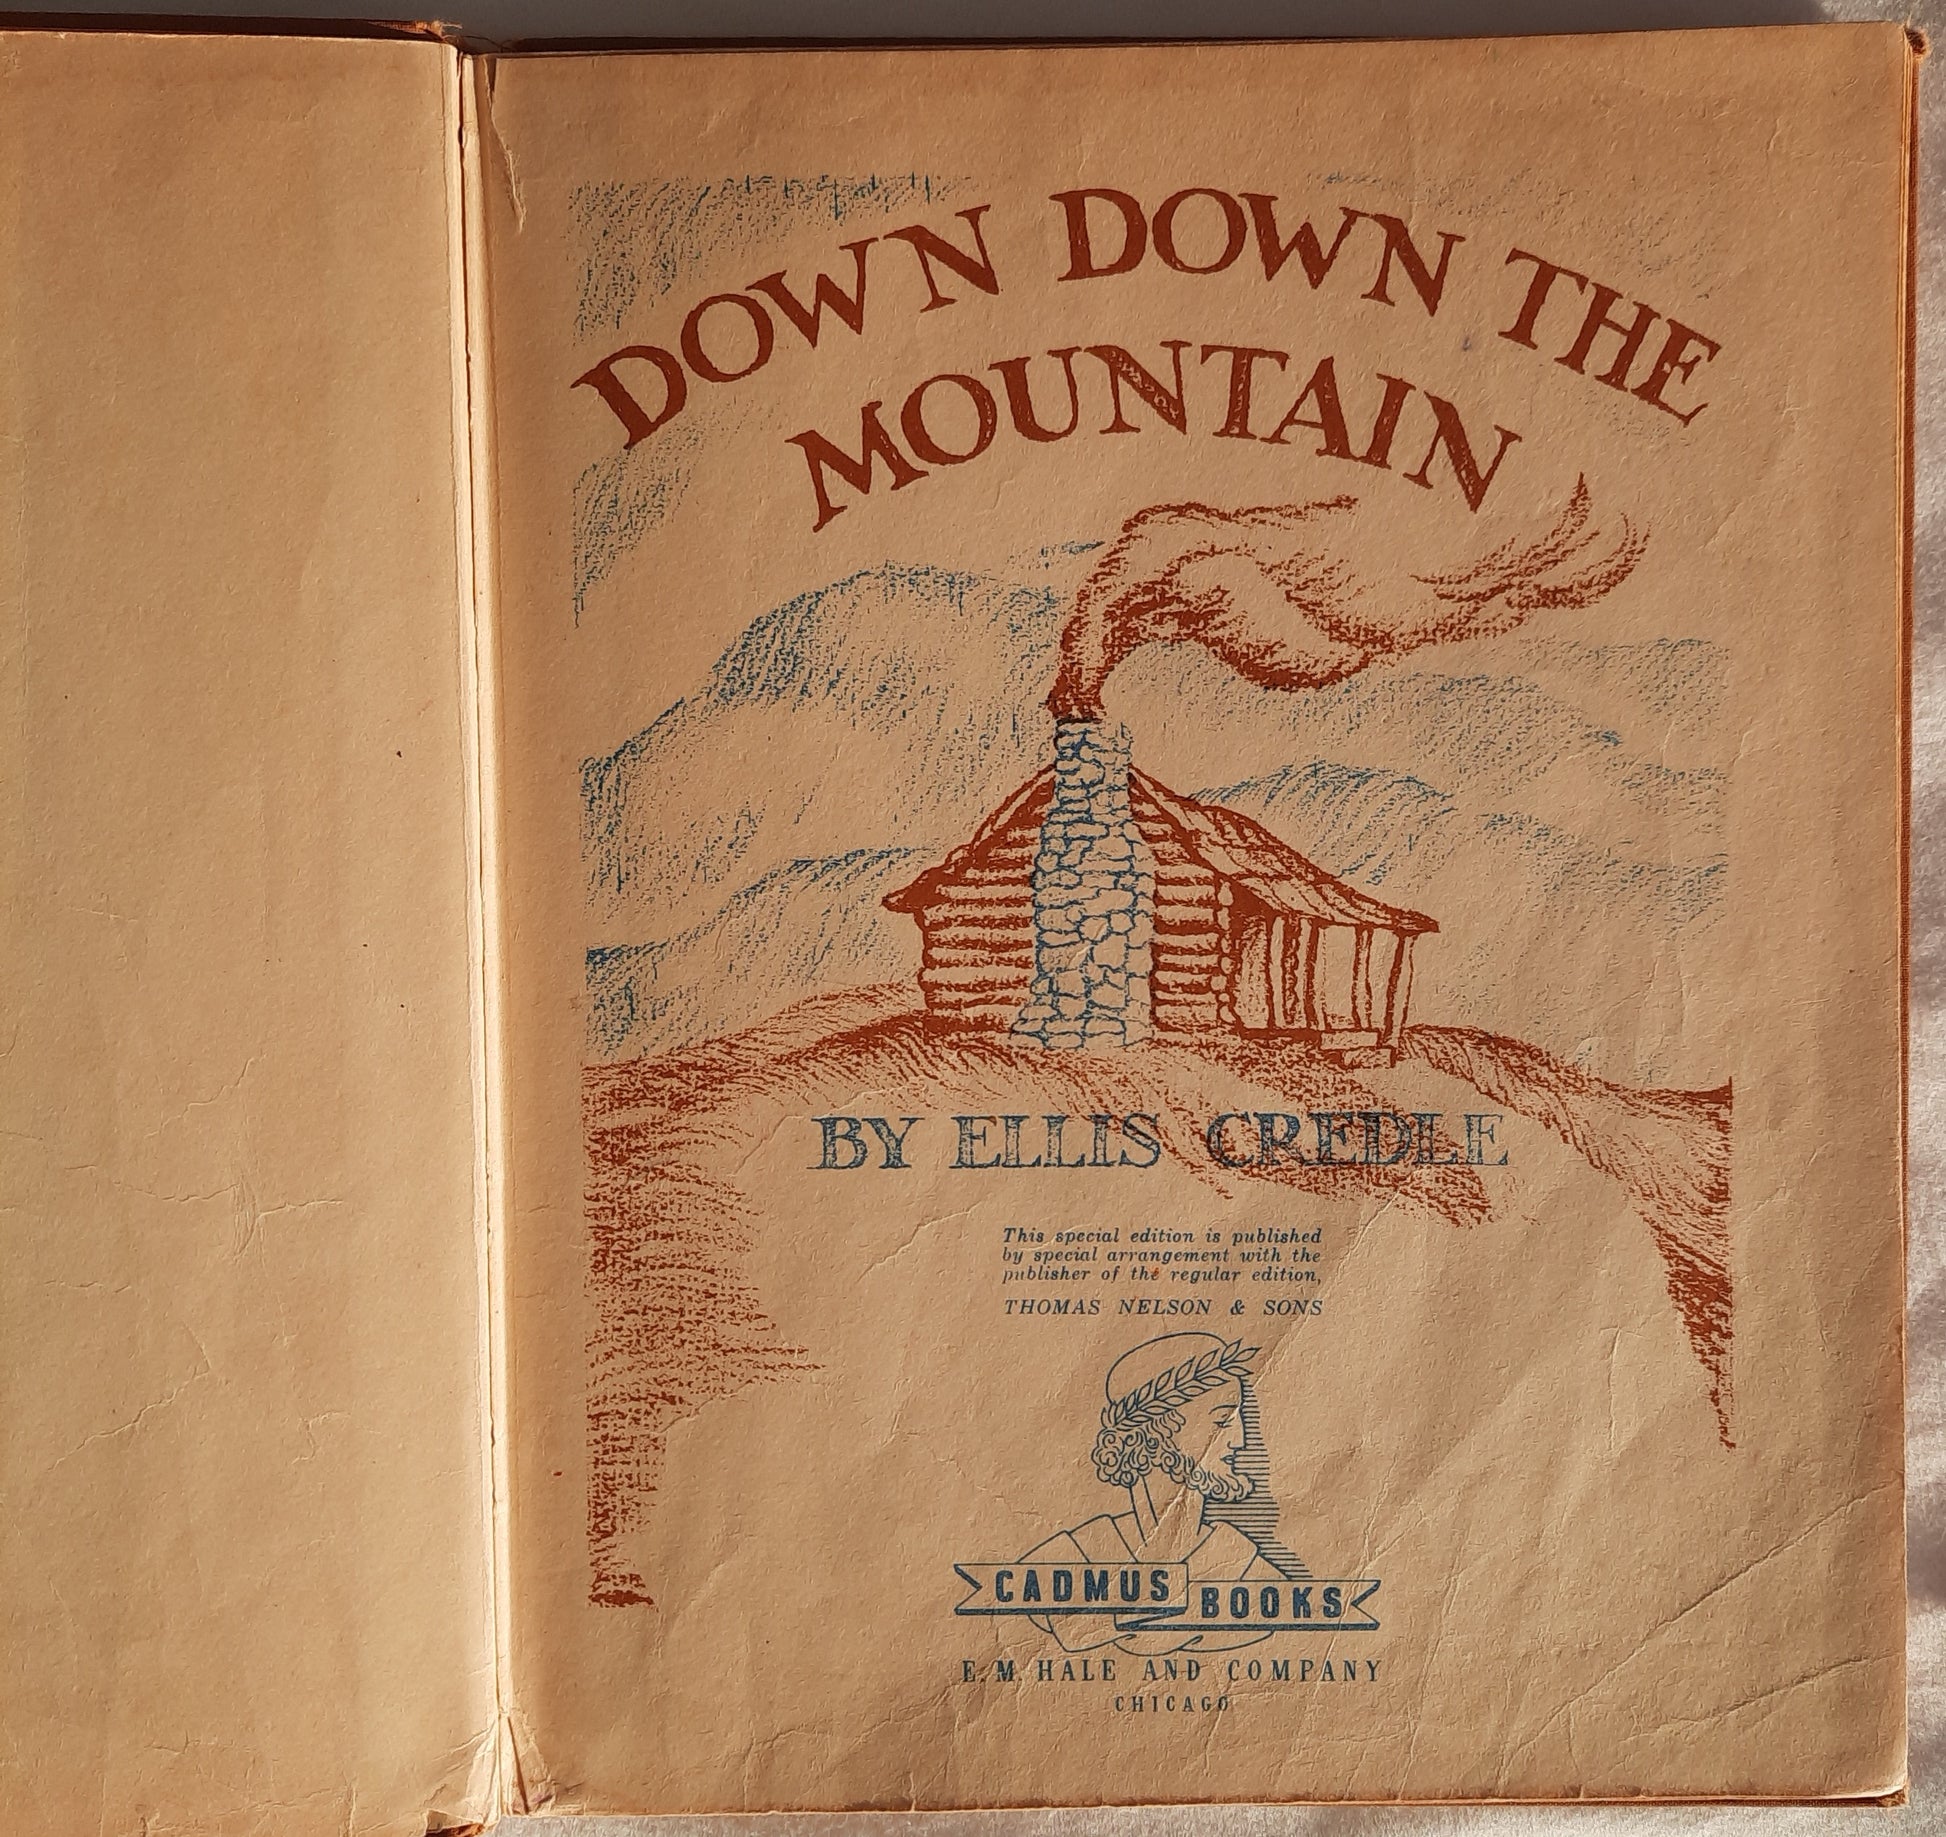 DOWN DOWN THE
MOUNTAIN
BY ELLIS CREDLE
This special edition is published
by special arrangement with the
publisher of the regular edition,
THOMAS NELSON & SONS
CADMUS BOOKS
E. M. HALE AND COMPANY
CHICAGO